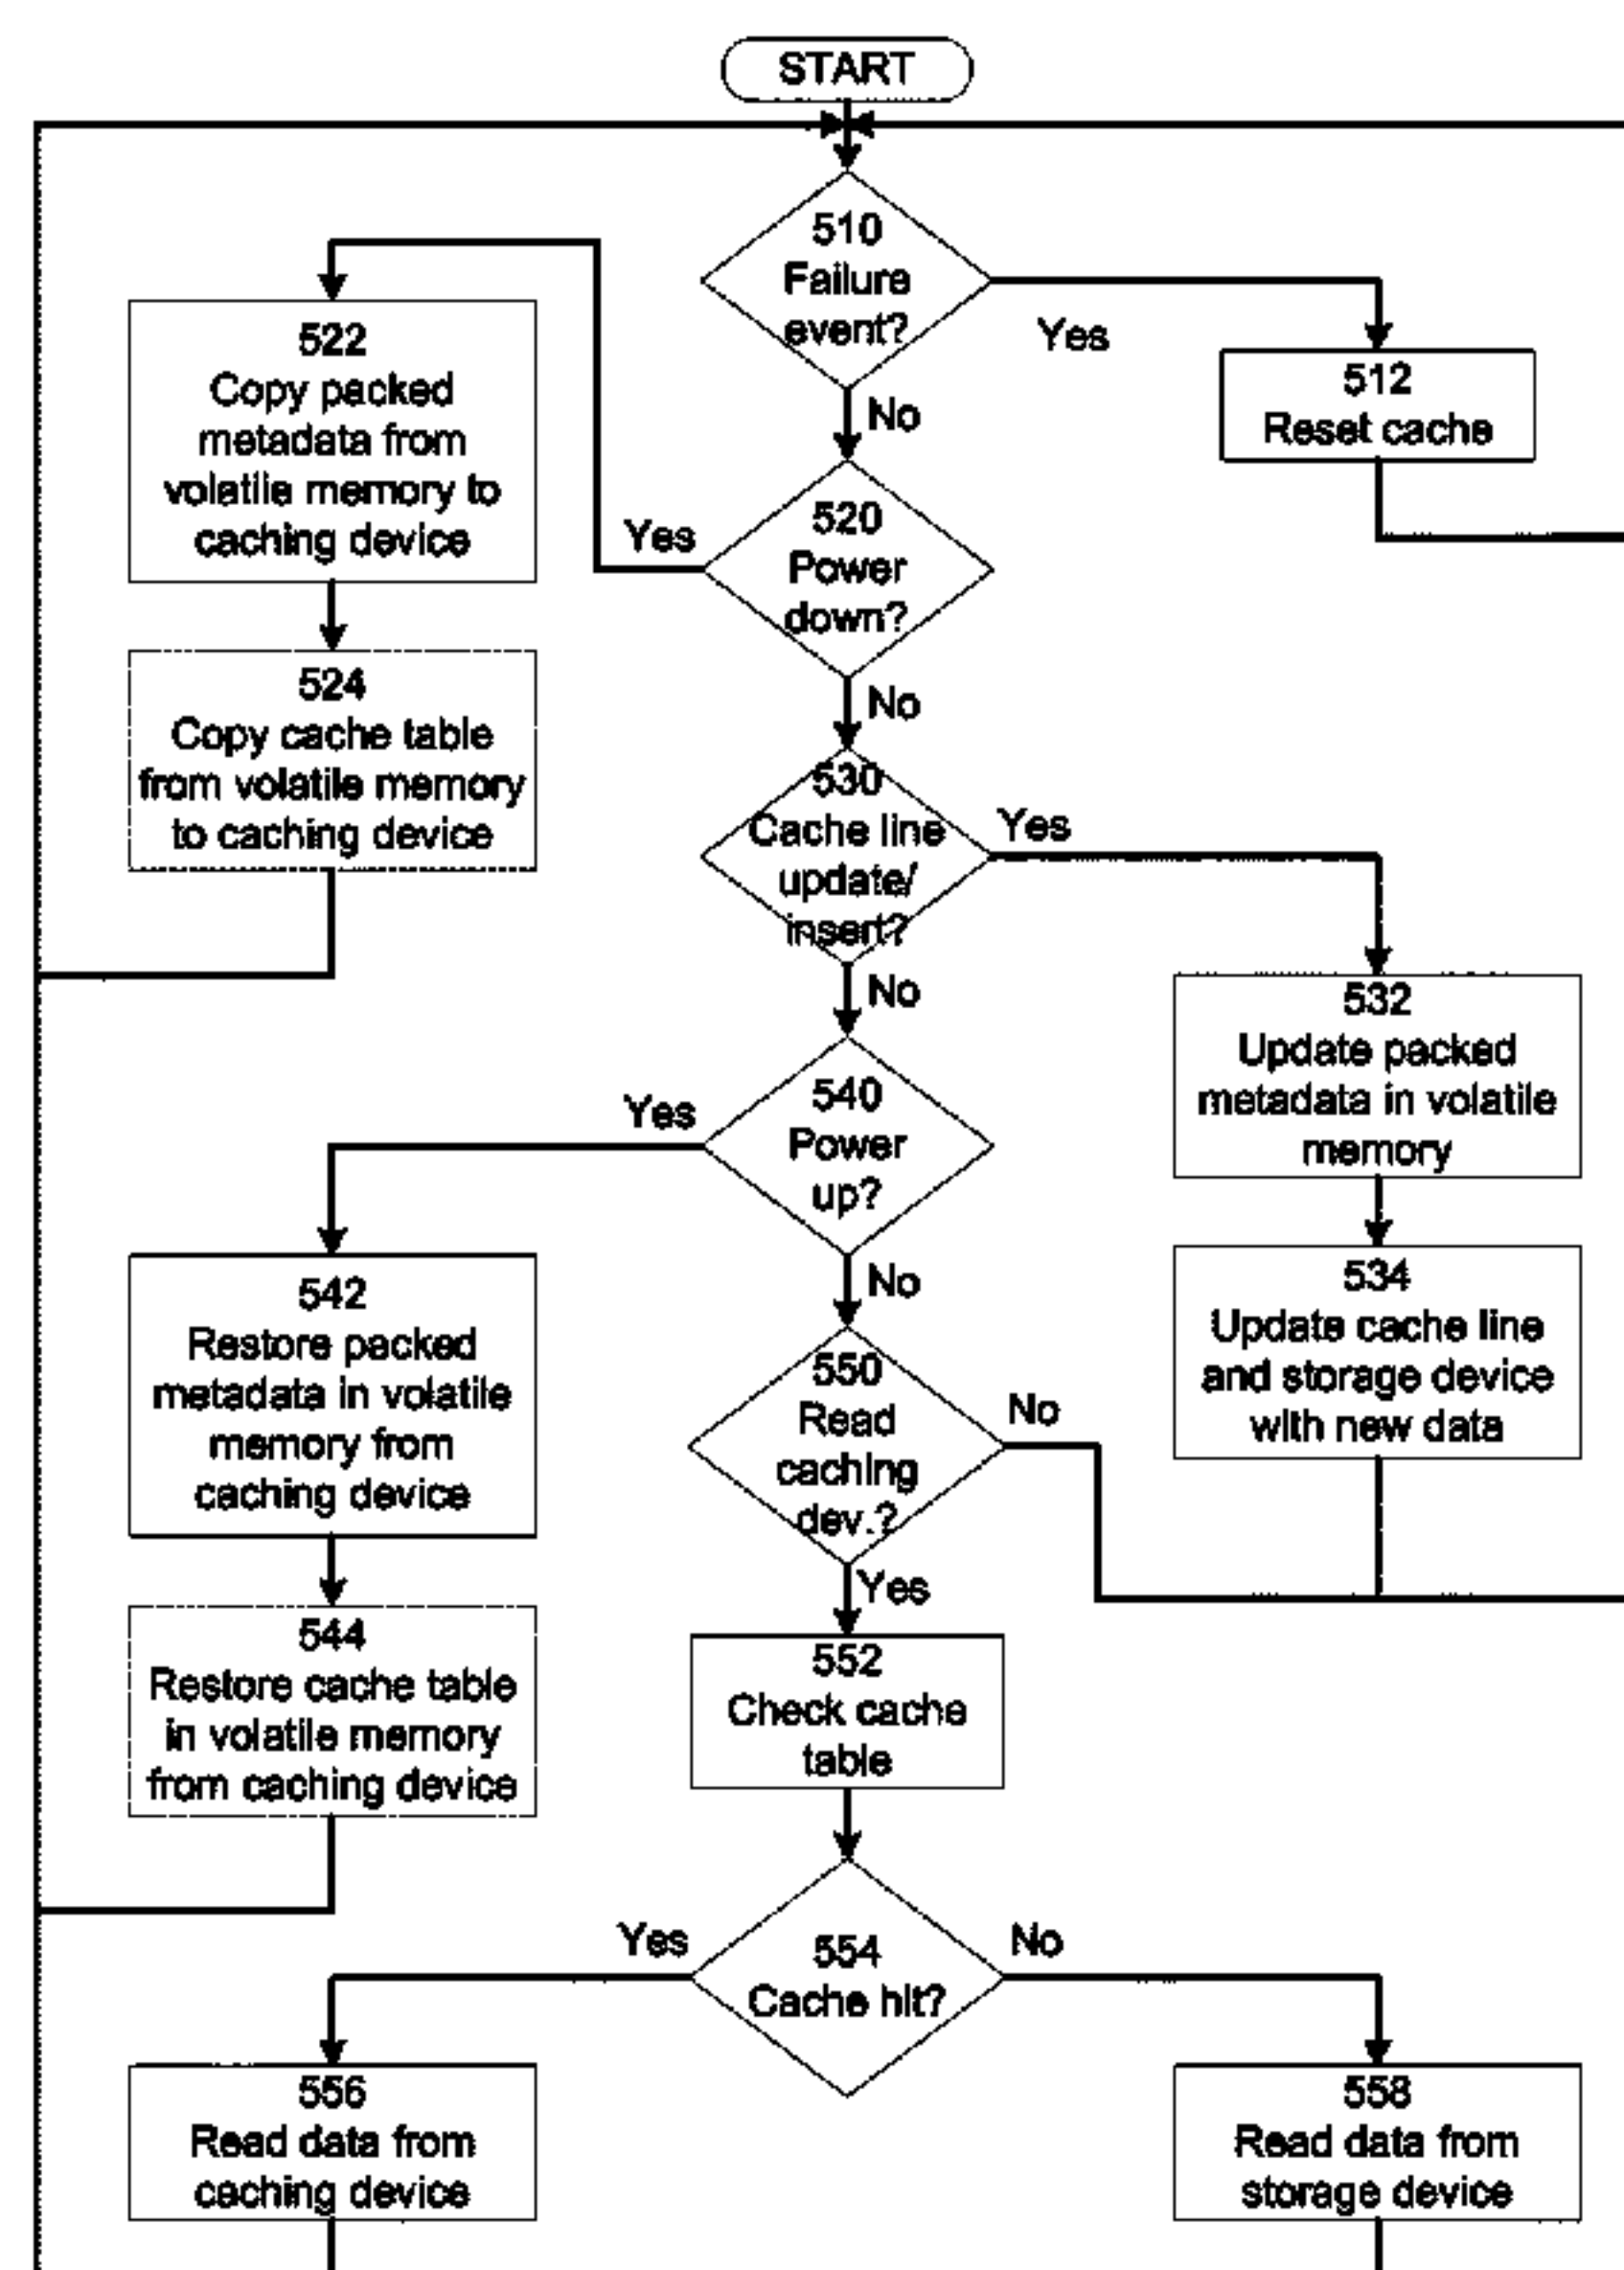 START
510
Failure
event?
Yes
512
Reset cache
No
522
Copy packed
metadata from
volatile memory to
caching device
Yes
520
Power
down?
No
524
Copy cache table
from volatile memory
to caching device
530
Cache line
update/
insert?
Yes
No
532
Update packed
metadata in volatile
memory
Yes
540
Power
up?
No
534
Update cache line
and storage device
with new data
542
Restore packed
metadata in volatile
memory from
caching device
550
Read
caching
dev.?
No
Yes
544
Restore cache table
in volatile memory
from caching device
552
Check cache
table
Yes
554
Cache hit?
No
556
Read data from
caching device
558
Read data from
storage device